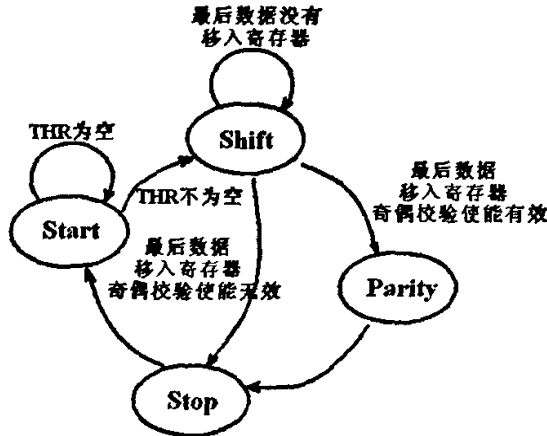 最后数据没有
移入寄存器
Shift
THR为空
THR不为空
Start
最后数据
移入寄存器
奇偶校验使能有效
最后数据
移入寄存器
奇偶校验使能无效
Parity
Stop